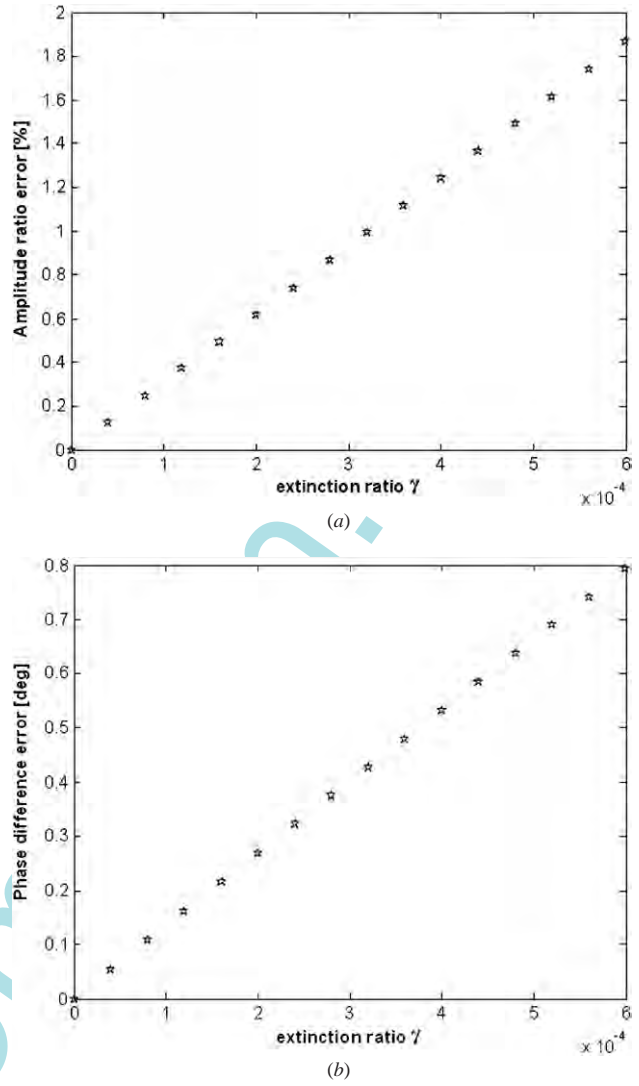 2
1.8
1.6
1.4
1.2
1
0.8
0.6
0.4
0.2
0
Amplitude ratio error [%]
0 1 2 3 4 5 6
extinction ratio γ
x 10⁻⁴
(a)
0.8
0.7
0.6
0.5
0.4
0.3
0.2
0.1
0
Phase difference error [deg]
0 1 2 3 4 5 6
extinction ratio γ
x 10⁻⁴
(b)